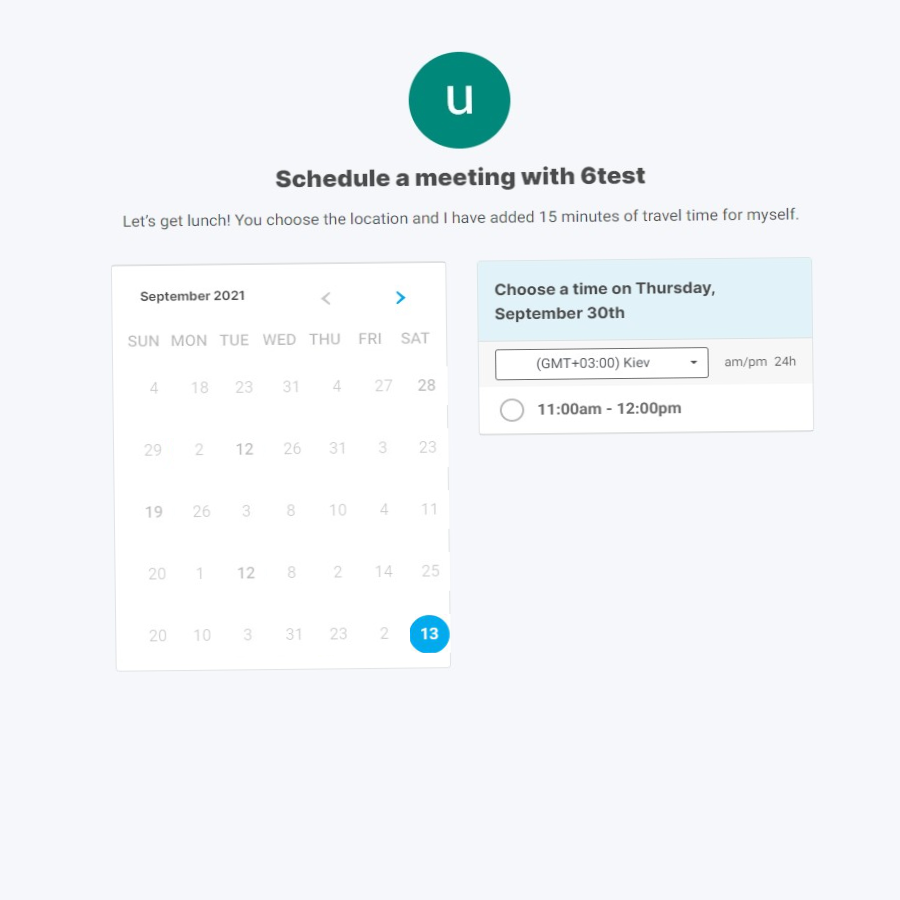 u
Schedule a meeting with 6test
Let's get lunch! You choose the location and I have added 15 minutes of travel time for myself.
September 2021
SUN MON TUE WED THU FRI SAT
4 18 23 31 4 27 28
29 2 12 26 31 3 23
19 26 3 8 10 4 11
20 1 12 8 2 14 25
20 10 3 31 23 2 13
Choose a time on Thursday,
September 30th
(GMT+03:00) Kiev am/pm 24h
11:00am - 12:00pm